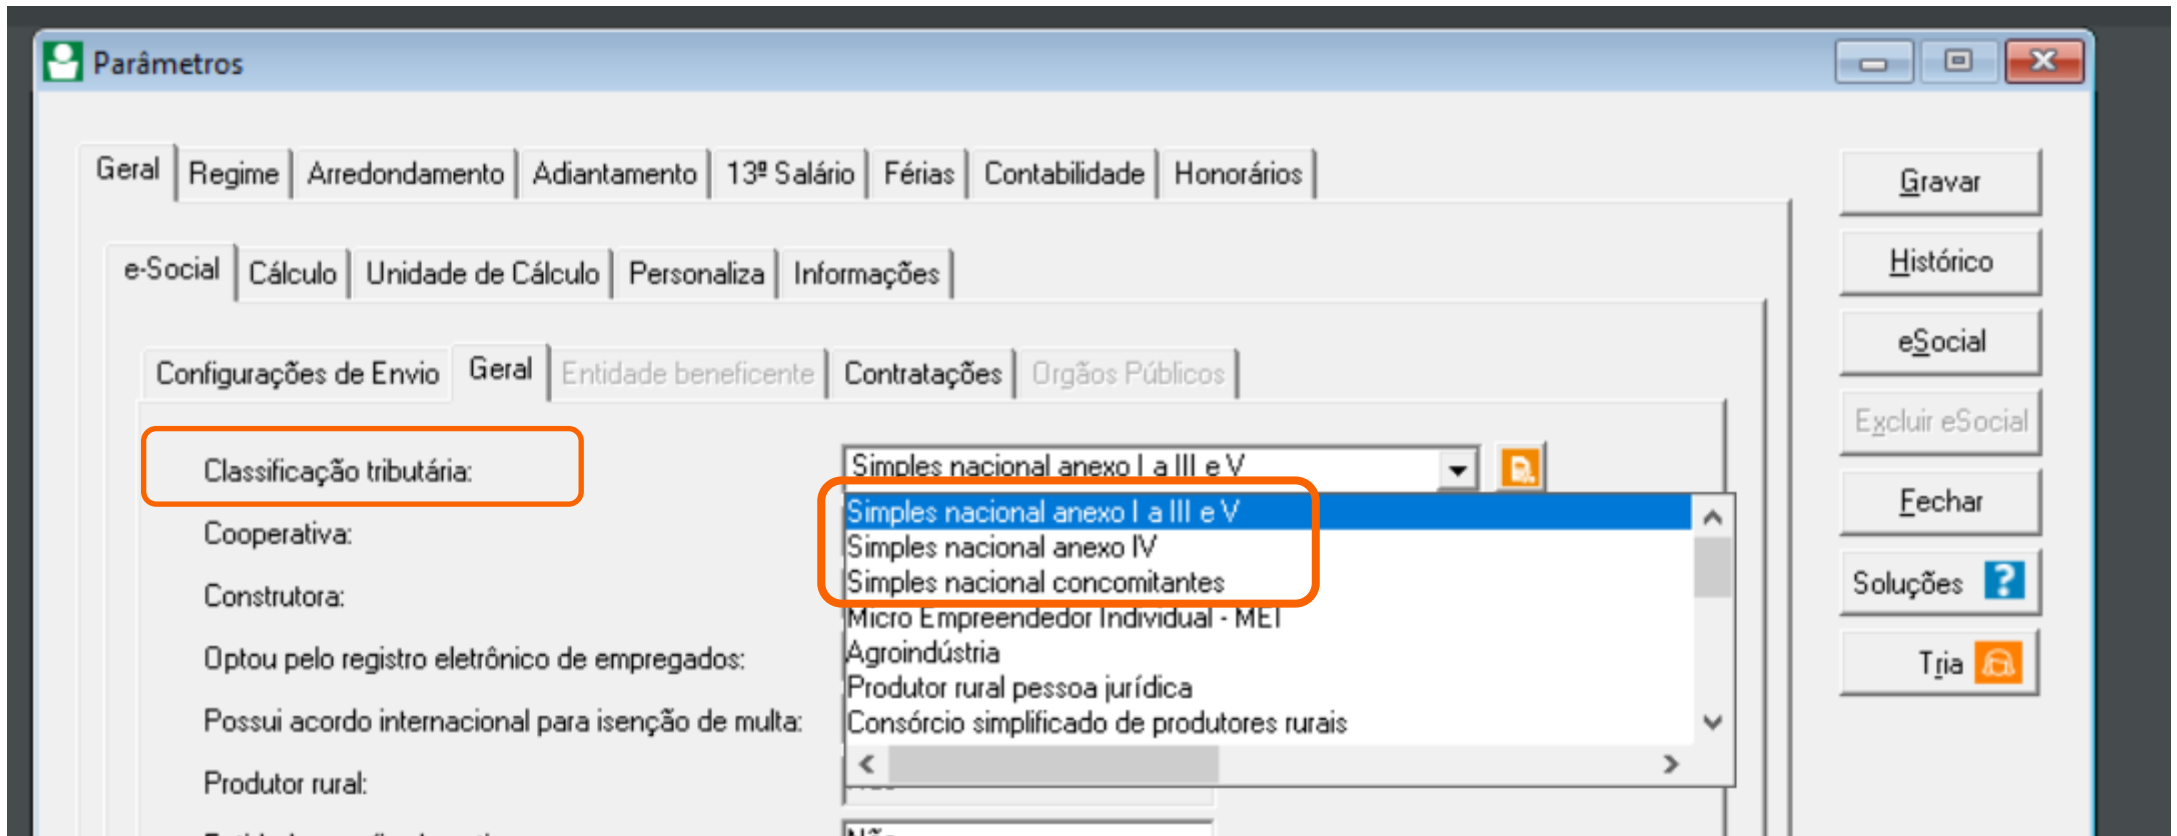 Parâmetros
Geral Regime Arredondamento Adiantamento 13º Salário Férias Contabilidade Honorários
e-Social Cálculo Unidade de Cálculo Personaliza Informações
Configurações de Envio Geral Entidade beneficente Contratações Orgãos Públicos
Classificação tributária:
Simples nacional anexo I a III e V
Simples nacional anexo I a III e V
Simples nacional anexo IV
Simples nacional concomitantes
Micro Empreendedor Individual - MEI
Agroindústria
Produtor rural pessoa jurídica
Consórcio simplificado de produtores rurais
Cooperativa:
Construtora:
Optou pelo registro eletrônico de empregados:
Possui acordo internacional para isenção de multa:
Produtor rural:
Não
Gravar
Histórico
eSocial
Excluir eSocial
Fechar
Soluções ?
Tria